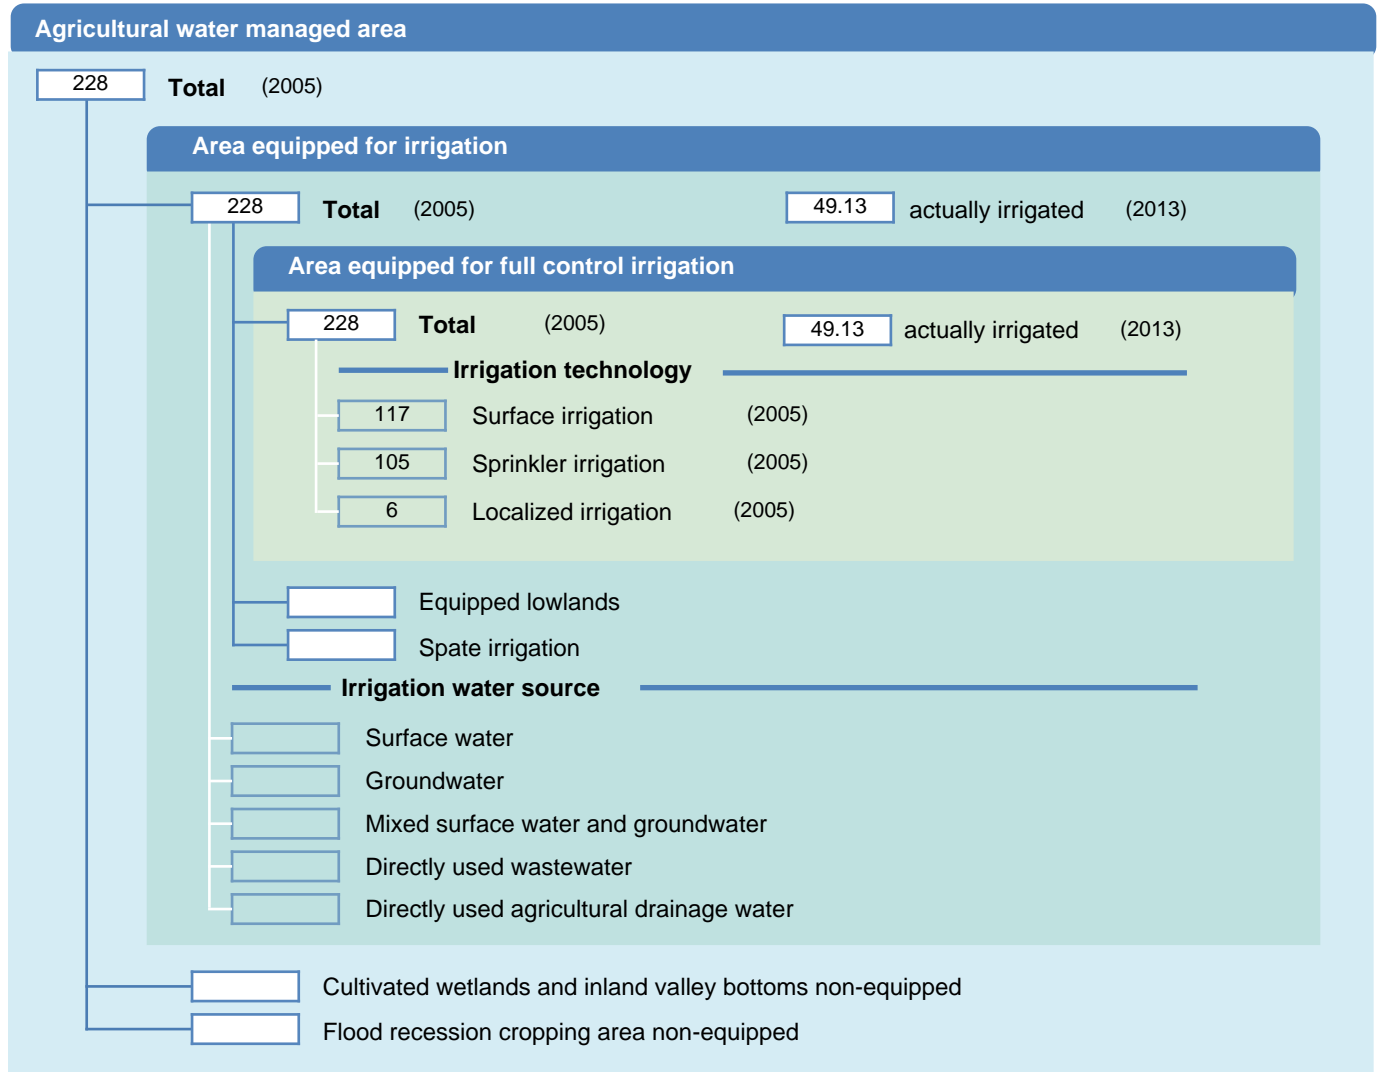 Agricultural water managed area
228 Total (2005)
Area equipped for irrigation
228 Total (2005) 49.13 actually irrigated (2013)
Area equipped for full control irrigation
228 Total (2005) 49.13 actually irrigated (2013)
Irrigation technology
117 Surface irrigation (2005)
105 Sprinkler irrigation (2005)
6 Localized irrigation (2005)
Equipped lowlands
Spate irrigation
Irrigation water source
Surface water
Groundwater
Mixed surface water and groundwater
Directly used wastewater
Directly used agricultural drainage water
Cultivated wetlands and inland valley bottoms non-equipped
Flood recession cropping area non-equipped